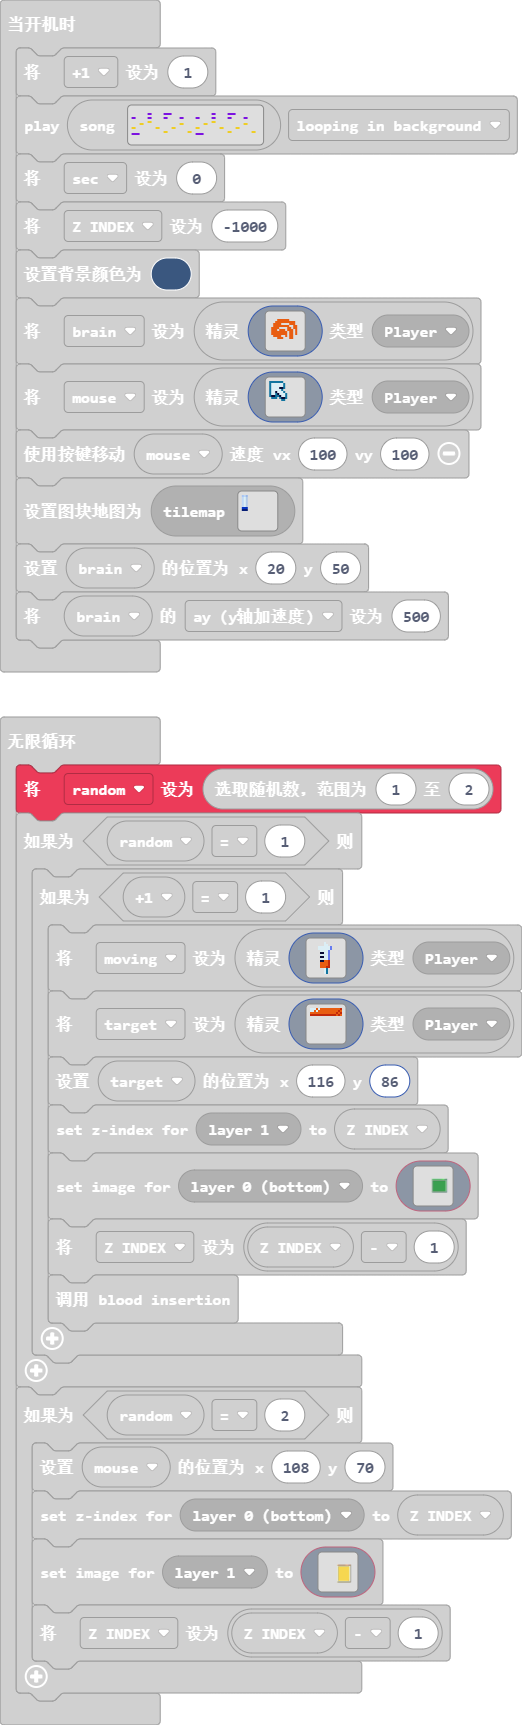 当开机时
将 +1 设为 1
play song looping in background
将 sec 设为 0
将 Z INDEX 设为 -1000
设置背景颜色为
将 brain 设为 精灵 类型 Player
将 mouse 设为 精灵 类型 Player
使用按键移动 mouse 速度 vx 100 vy 100
设置图块地图为 tilemap
设置 brain 的位置为 x 20 y 50
将 brain 的 ay (y轴加速度) 设为 500
无限循环
将 random 设为 选取随机数，范围为 1 至 2
如果为 random = 1 则
如果为 +1 = 1 则
将 moving 设为 精灵 类型 Player
将 target 设为 精灵 类型 Player
设置 target 的位置为 x 116 y 86
set z-index for layer 1 to Z INDEX
set image for layer 0 (bottom) to
将 Z INDEX 设为 Z INDEX - 1
调用 blood insertion
如果为 random = 2 则
设置 mouse 的位置为 x 108 y 70
set z-index for layer 0 (bottom) to Z INDEX
set image for layer 1 to
将 Z INDEX 设为 Z INDEX - 1